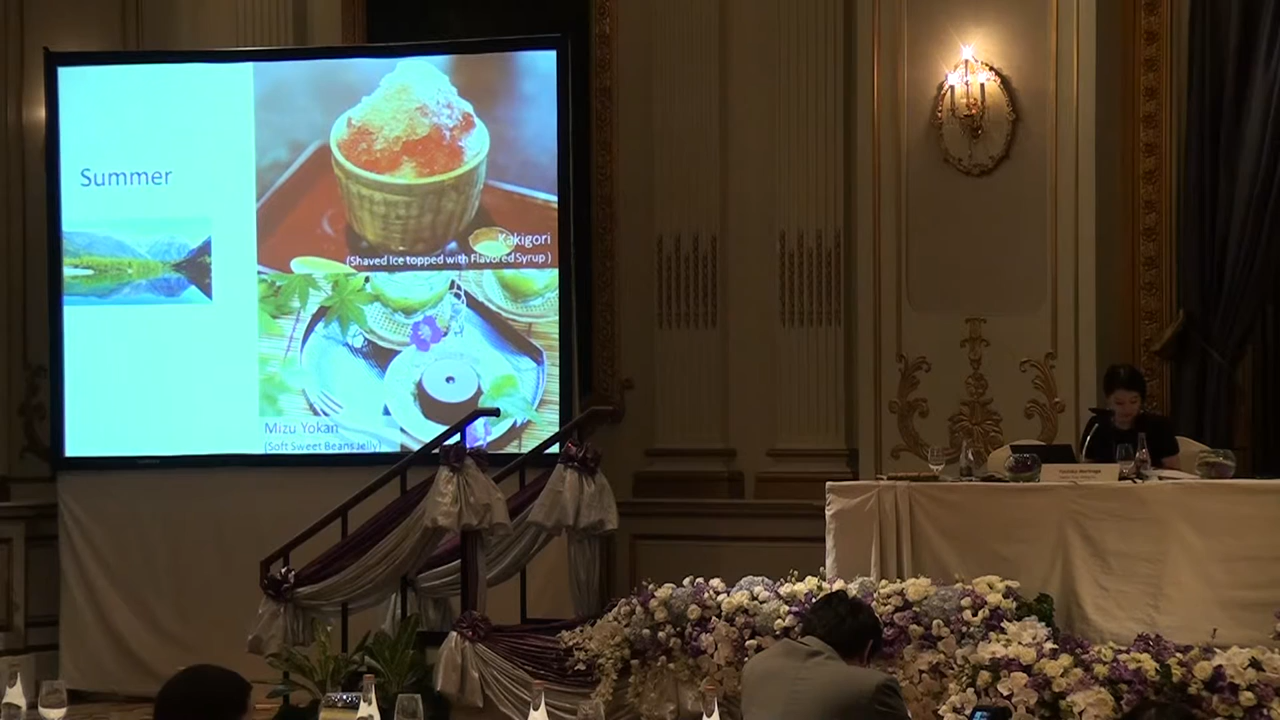 Summer
Kakigori
(Shaved Ice topped with Flavored Syrup )
Mizu Yokan
(Soft Sweet Beans Jelly)